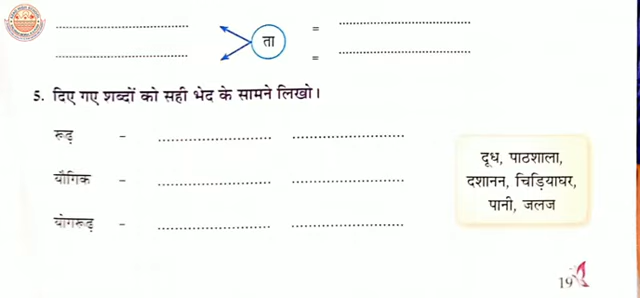 = 
ता
=
5. दिए गए शब्दों को सही भेद के सामने लिखो।
रूढ़ -
यौगिक -
योगरूढ़ -
दूध, पाठशाला,
दशानन, चिड़ियाघर,
पानी, जलज
19